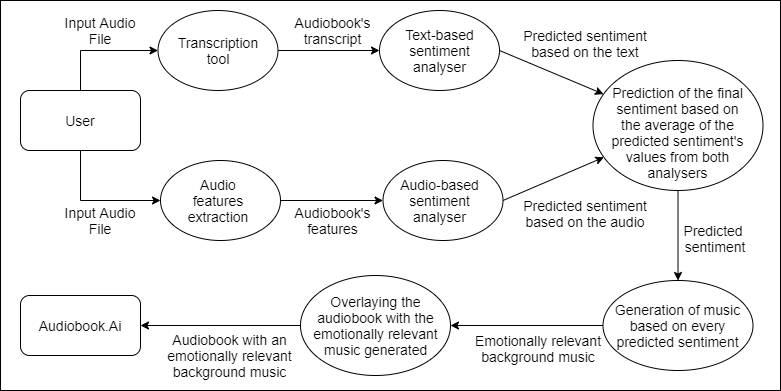 Input Audio
File
Transcription
tool
Audiobook's
transcript
Text-based
sentiment
analyser
Predicted sentiment
based on the text
User
Prediction of the final
sentiment based on
the average of the
predicted sentiment's
values from both
analysers
Input Audio
File
Audio
features
extraction
Audiobook's
features
Audio-based
sentiment
analyser
Predicted sentiment
based on the audio
Predicted
sentiment
Audiobook.Ai
Audiobook with an
emotionally relevant
background music
Overlaying the
audiobook with the
emotionally relevant
music generated
Emotionally relevant
background music
Generation of music
based on every
predicted sentiment